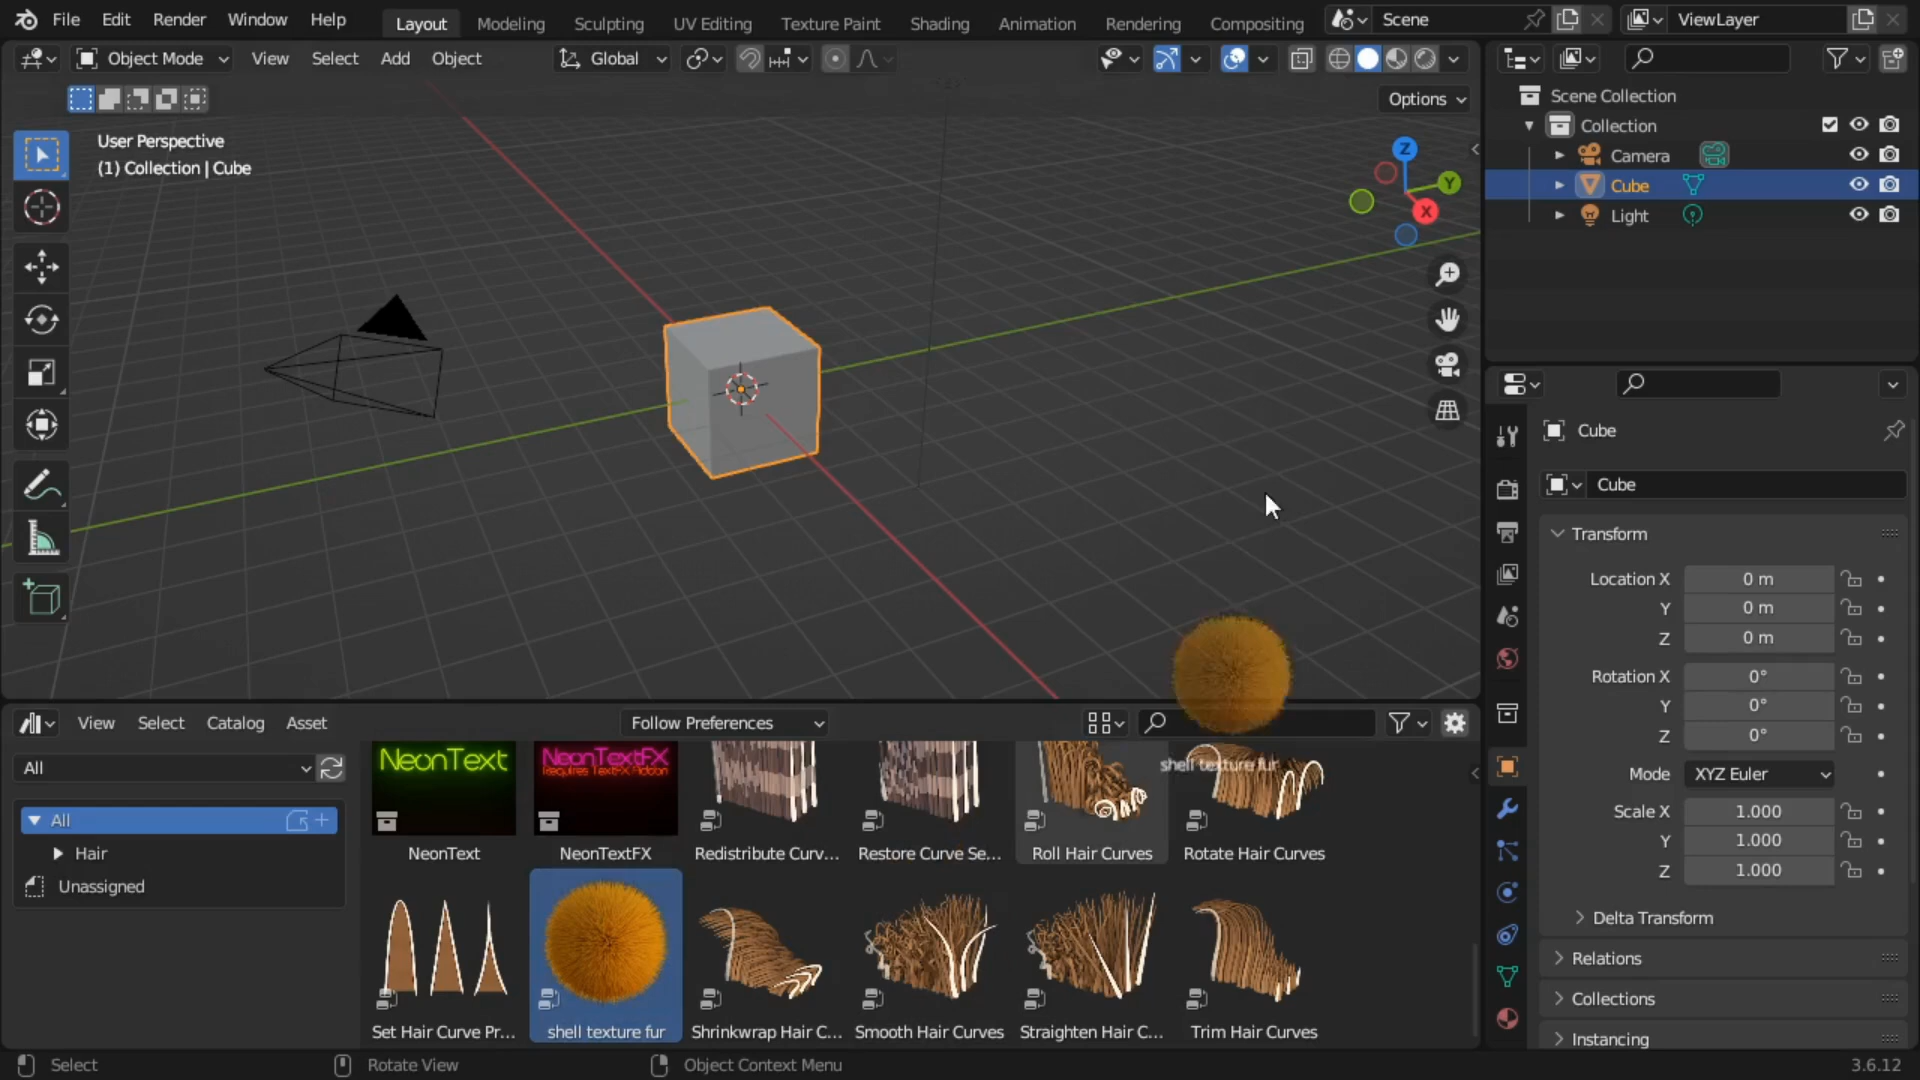 File Edit Render Window Help Layout Modeling Sculpting UV Editing Texture Paint Shading Animation Rendering Compositing Scene ViewLayer
Object Mode View Select Add Object Global
Options
User Perspective
(1) Collection | Cube
Z
Y
X
Scene Collection
Collection
Camera
Cube
Light
Cube
Cube
Transform
Location X 0 m
Y 0 m
Z 0 m
Rotation X 0°
Y 0°
Z 0°
Mode XYZ Euler
Scale X 1.000
Y 1.000
Z 1.000
Delta Transform
Relations
Collections
Instancing
View Select Catalog Asset Follow Preferences
All
All
Hair
Unassigned
NeonText
NeonTextFX
Requires TextFX Addon
shell texture fur
NeonText NeonTextFX Redistribute Curv... Restore Curve Se... Roll Hair Curves Rotate Hair Curves
Set Hair Curve Pr... shell texture fur Shrinkwrap Hair C... Smooth Hair Curves Straighten Hair C... Trim Hair Curves
Select Rotate View Object Context Menu 3.6.12